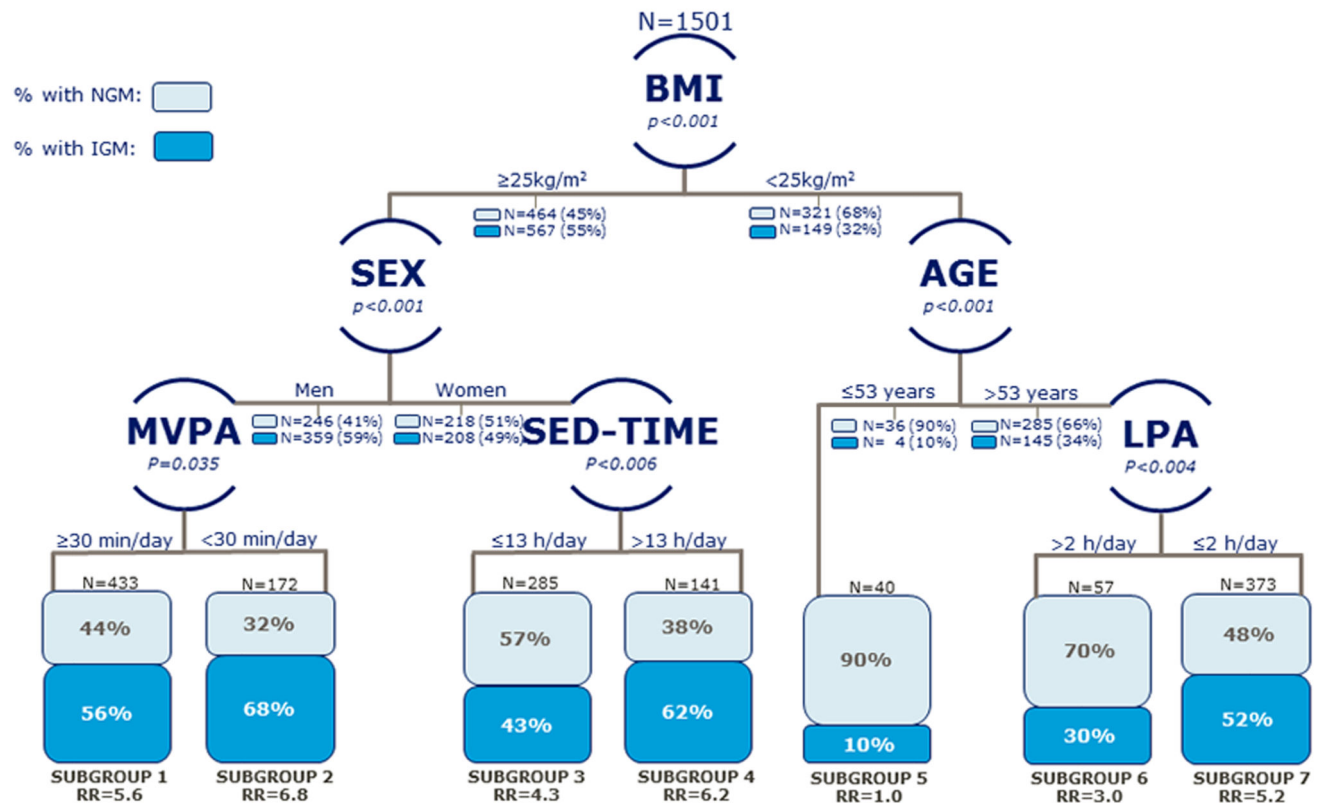 N=1501
BMI
p<0.001
% with NGM:
% with IGM:
≥25kg/m²
<25kg/m²
N=464 (45%)
N=567 (55%)
N=321 (68%)
N=149 (32%)
SEX
p<0.001
AGE
p<0.001
Men
Women
N=246 (41%)
N=359 (59%)
N=218 (51%)
N=208 (49%)
≤53 years
>53 years
N=36 (90%)
N= 4 (10%)
N=285 (66%)
N=145 (34%)
MVPA
P=0.035
SED-TIME
P<0.006
LPA
P<0.004
≥30 min/day
<30 min/day
≤13 h/day
>13 h/day
>2 h/day
≤2 h/day
N=433
N=172
N=285
N=141
N=40
N=57
N=373
44%
32%
57%
38%
90%
70%
48%
56%
68%
43%
62%
10%
30%
52%
SUBGROUP 1
RR=5.6
SUBGROUP 2
RR=6.8
SUBGROUP 3
RR=4.3
SUBGROUP 4
RR=6.2
SUBGROUP 5
RR=1.0
SUBGROUP 6
RR=3.0
SUBGROUP 7
RR=5.2